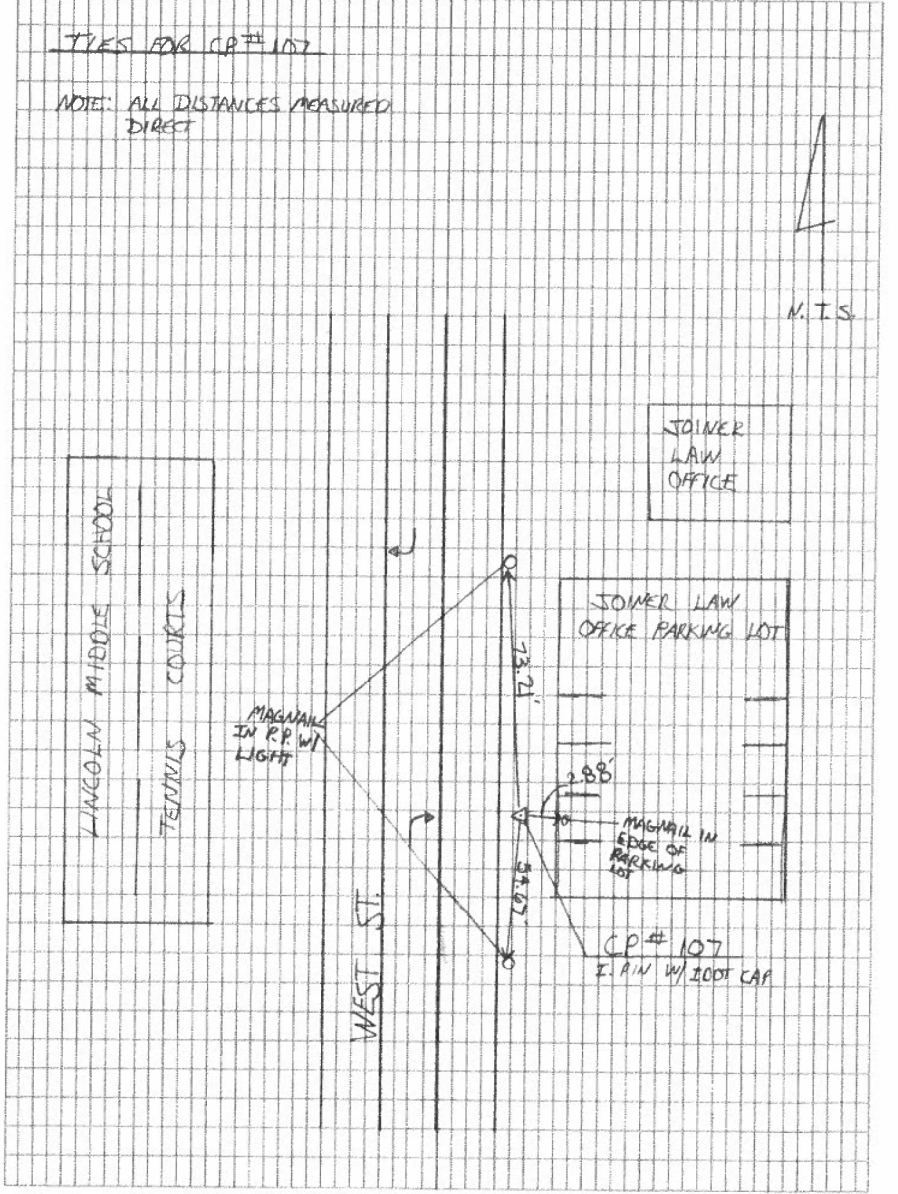 TIES FOR CP# 107
NOTE: ALL DISTANCES MEASURED
DIRECT
N.T.S.
JOINER
LAW
OFFICE
LINCOLN MIDDLE SCHOOL
TENNIS COURTS
JOINER LAW
OFFICE PARKING LOT
73.21'
MAGNAIL
IN P.P. W/
LIGHT
2.88'
MAGNAIL IN
EDGE OF
PARKING
LOT
WEST ST.
CP# 107
I. PIN W/ IDOT CAP